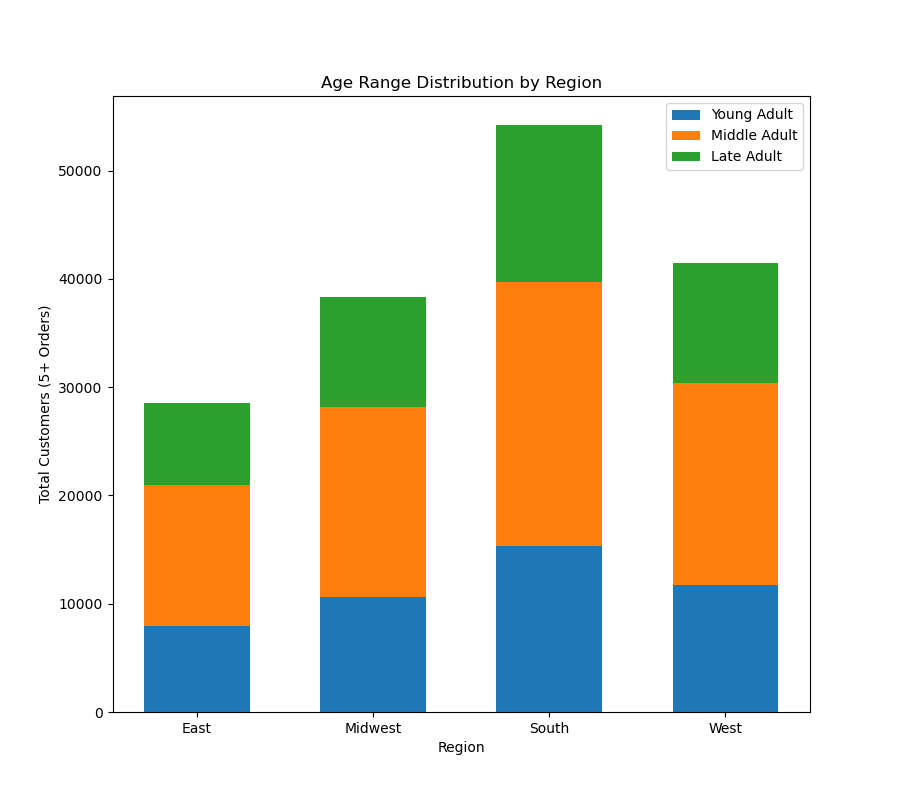 Age Range Distribution by Region
Young Adult
Middle Adult
Late Adult
Total Customers (5+ Orders)
50000
40000
30000
20000
10000
0
East
Midwest
South
West
Region